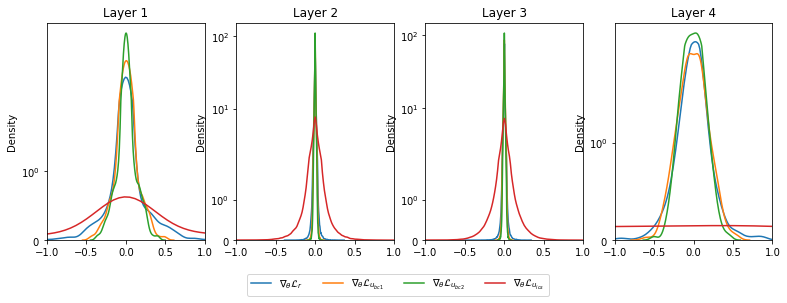 Layer 1 Layer 2 Layer 3 Layer 4
Density Density Density Density
10² 10²
10¹ 10¹
10⁰ 10⁰ 10⁰ 10⁰
0 0 0 0
−1.0 −0.5 0.0 0.5 1.0 −1.0 −0.5 0.0 0.5 1.0 −1.0 −0.5 0.0 0.5 1.0 −1.0 −0.5 0.0 0.5 1.0
∇θℒr ∇θℒu_bc1 ∇θℒu_bc2 ∇θℒu_ics